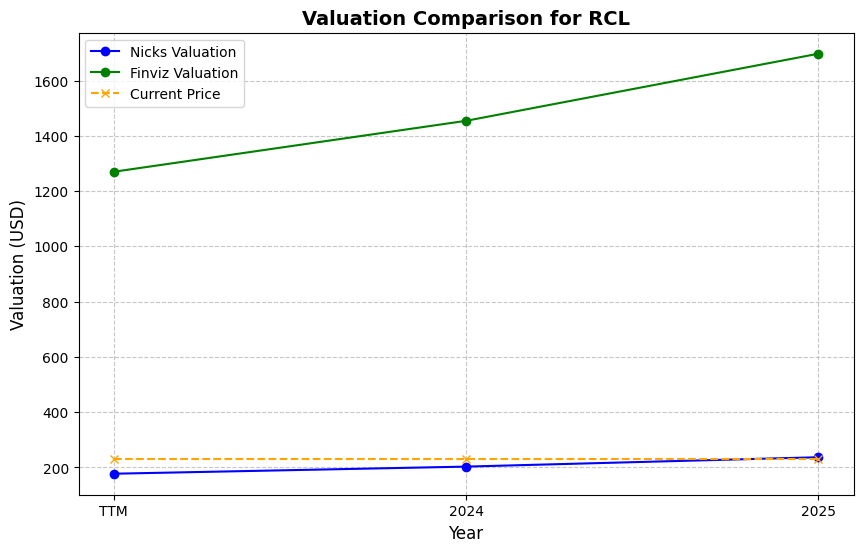 Valuation Comparison for RCL
Nicks Valuation
Finviz Valuation
Current Price
Valuation (USD)
1600
1400
1200
1000
800
600
400
200
TTM 2024 2025
Year